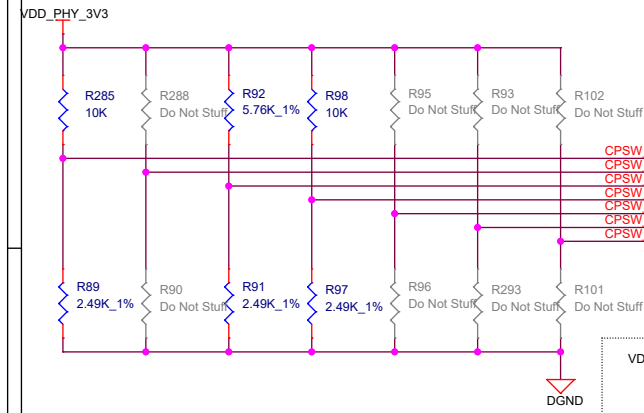 VDD_PHY_3V3
R285
10K
R288
Do Not Stuff
R92
5.76K_1%
R98
10K
R95
Do Not Stuff
R93
Do Not Stuff
R102
Do Not Stuff
CPSW
CPSW
CPSW
CPSW
CPSW
CPSW
CPSW
R89
2.49K_1%
R90
Do Not Stuff
R91
2.49K_1%
R97
2.49K_1%
R96
Do Not Stuff
R293
Do Not Stuff
R101
Do Not Stuff
VD
DGND